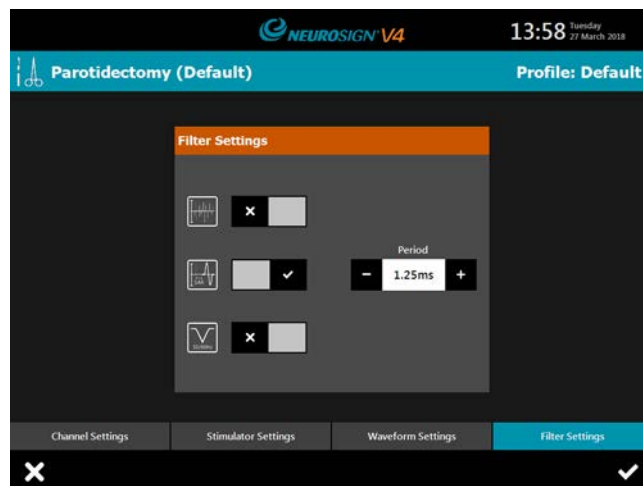 NEUROSIGN V4
13:58 Tuesday
27 March 2018
Parotidectomy (Default)
Profile: Default
Filter Settings
Period
1.25ms
Channel Settings
Stimulator Settings
Waveform Settings
Filter Settings